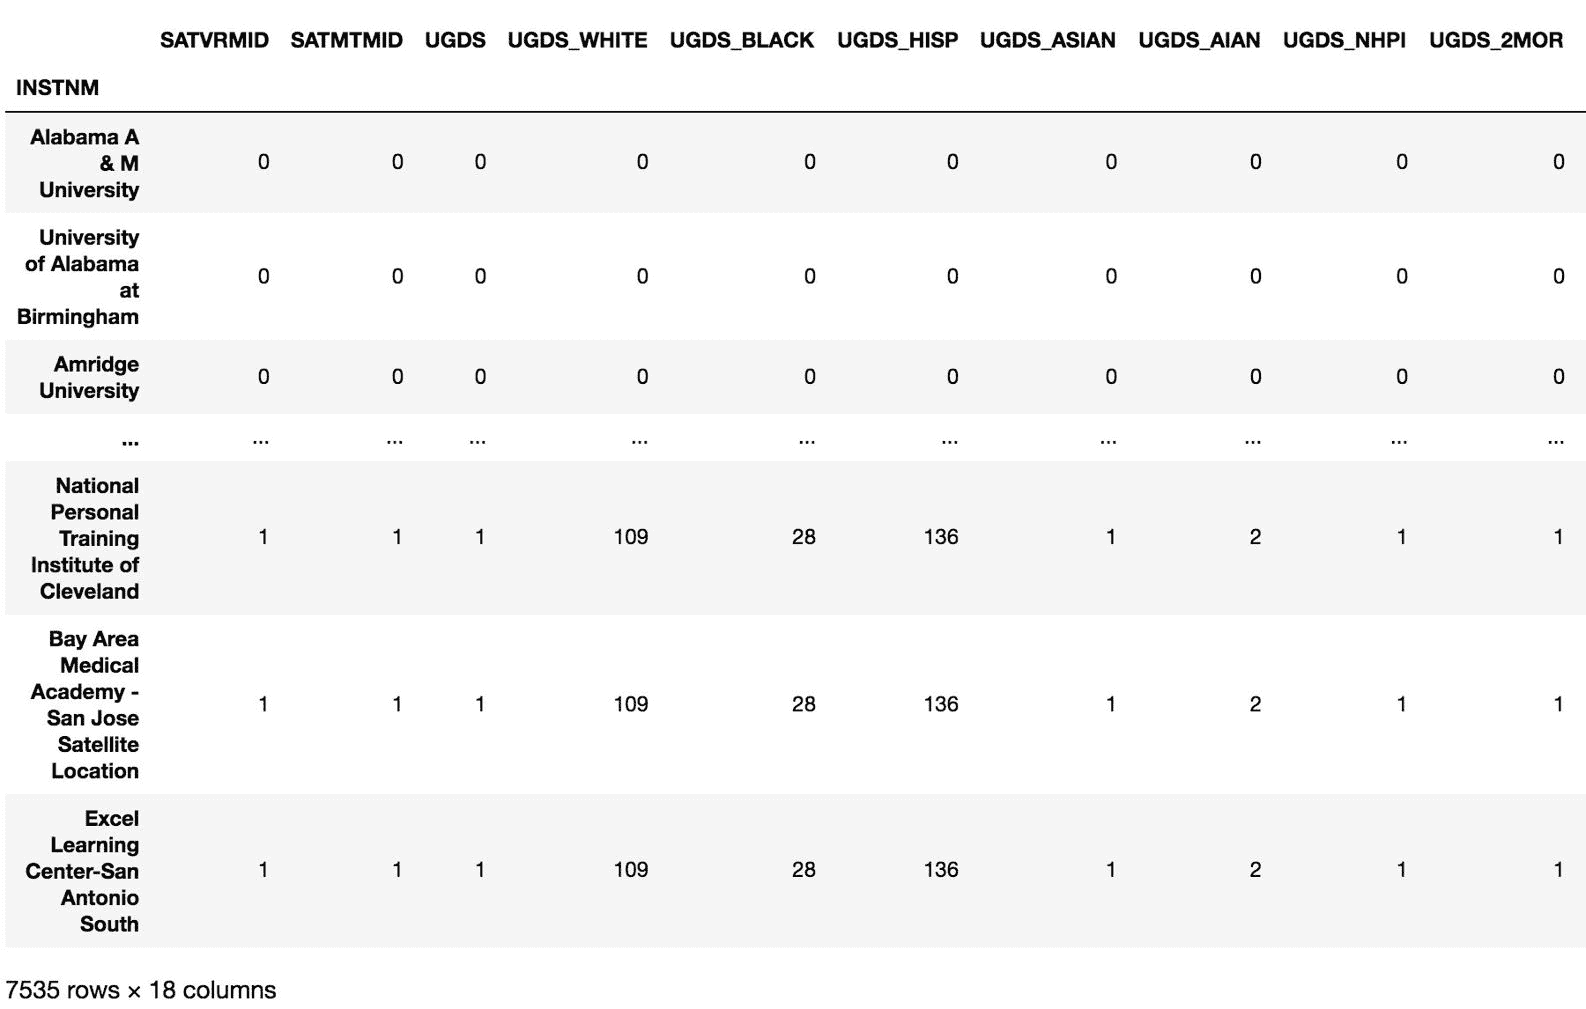 SATVRMID SATMTMID UGDS UGDS_WHITE UGDS_BLACK UGDS_HISP UGDS_ASIAN UGDS_AIAN UGDS_NHPI UGDS_2MOR
INSTNM
Alabama A
& M
University
0 0 0 0 0 0 0 0 0 0
University
of Alabama
at
Birmingham
0 0 0 0 0 0 0 0 0 0
Amridge
University
0 0 0 0 0 0 0 0 0 0
... ... ... ... ... ... ... ... ... ... ...
National
Personal
Training
Institute of
Cleveland
1 1 1 109 28 136 1 2 1 1
Bay Area
Medical
Academy -
San Jose
Satellite
Location
1 1 1 109 28 136 1 2 1 1
Excel
Learning
Center-San
Antonio
South
1 1 1 109 28 136 1 2 1 1
7535 rows × 18 columns